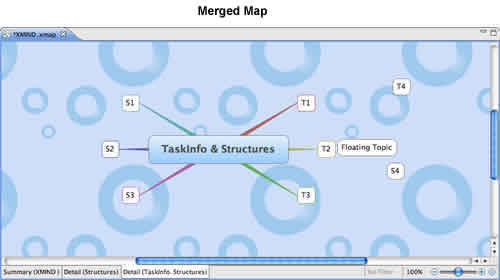 Merged Map
*XMIND .xmap
T4
S1
T1
S2
TaskInfo & Structures
T2
Floating Topic
S4
S3
T3
Summary (XMIND )
Detail (Structures)
Detail (TaskInfo. Structures)
No Filter
100%